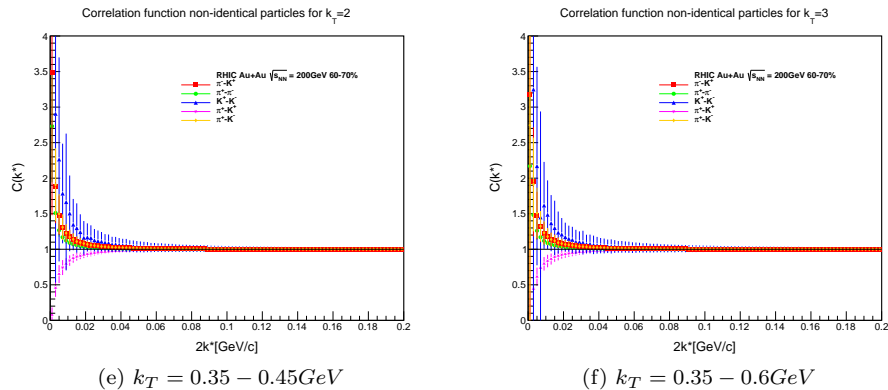 Correlation function non-identical particles for k_T=2
C(k*)
4
3.5
3
2.5
2
1.5
1
0.5
0
RHIC Au+Au √s_NN = 200GeV 60-70%
π⁻-K⁺
π⁺-π⁻
K⁺-K⁻
π⁺-K⁺
π⁺-K⁻
0 0.02 0.04 0.06 0.08 0.1 0.12 0.14 0.16 0.18 0.2
2k*[GeV/c]
(e) k_T = 0.35 − 0.45GeV
Correlation function non-identical particles for k_T=3
C(k*)
4
3.5
3
2.5
2
1.5
1
0.5
0
RHIC Au+Au √s_NN = 200GeV 60-70%
π⁻-K⁺
π⁺-π⁻
K⁺-K⁻
π⁺-K⁺
π⁺-K⁻
0 0.02 0.04 0.06 0.08 0.1 0.12 0.14 0.16 0.18 0.2
2k*[GeV/c]
(f) k_T = 0.35 − 0.6GeV